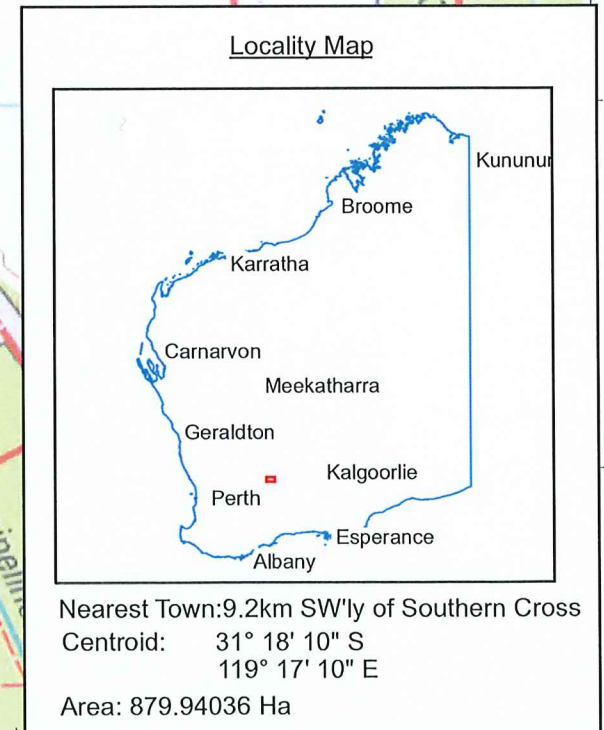 Locality Map
Kununur
Broome
Karratha
Carnarvon
Meekatharra
Geraldton
Kalgoorlie
Perth
Esperance
Albany
Nearest Town:9.2km SW'ly of Southern Cross
Centroid: 31° 18' 10" S
119° 17' 10" E
Area: 879.94036 Ha